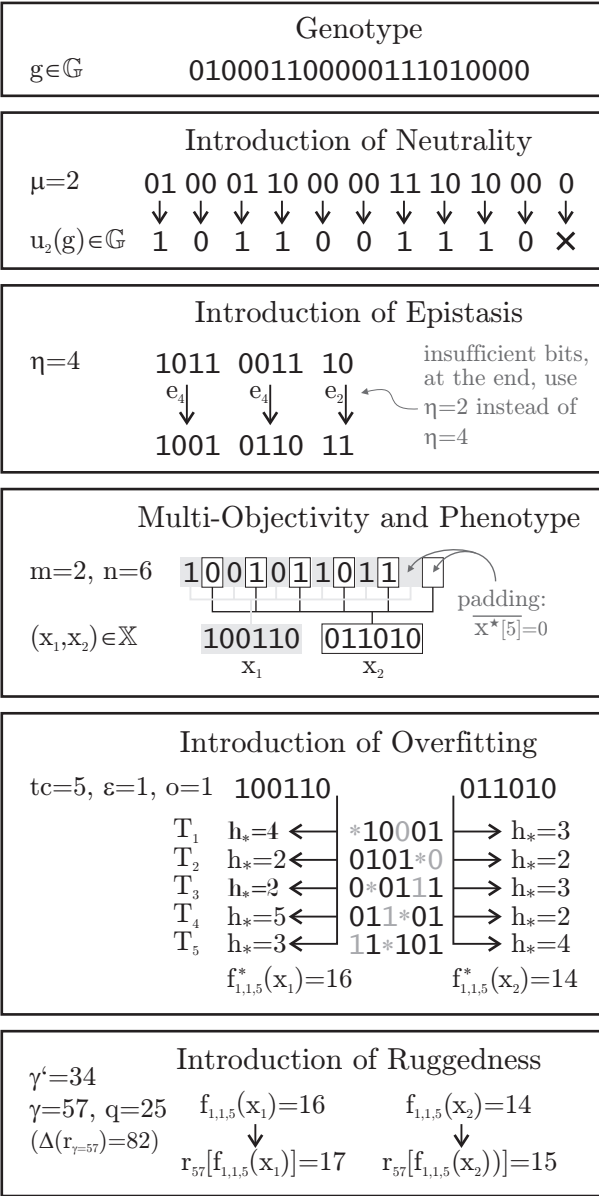 Genotype
g∈𝔾 010001100000111010000
Introduction of Neutrality
μ=2 01 00 01 10 00 00 11 10 10 00 0
u₂(g)∈𝔾 1 0 1 1 0 0 1 1 1 0 ×
Introduction of Epistasis
η=4 1011 0011 10
e₄ e₄ e₂
1001 0110 11
insufficient bits,
at the end, use
η=2 instead of
η=4
Multi-Objectivity and Phenotype
m=2, n=6 1001011011
padding:
x★[5]=0
(x₁,x₂)∈𝕏 100110 011010
x₁ x₂
Introduction of Overfitting
tc=5, ε=1, o=1 100110 011010
T₁ h*=4 *10001 h*=3
T₂ h*=2 0101*0 h*=2
T₃ h*=2 0*0111 h*=3
T₄ h*=5 011*01 h*=2
T₅ h*=3 11*101 h*=4
f*₁,₁,₅(x₁)=16 f*₁,₁,₅(x₂)=14
Introduction of Ruggedness
γ‘=34
γ=57, q=25 f₁,₁,₅(x₁)=16 f₁,₁,₅(x₂)=14
(Δ(rγ=57)=82)
r₅₇[f₁,₁,₅(x₁)]=17 r₅₇[f₁,₁,₅(x₂))]=15